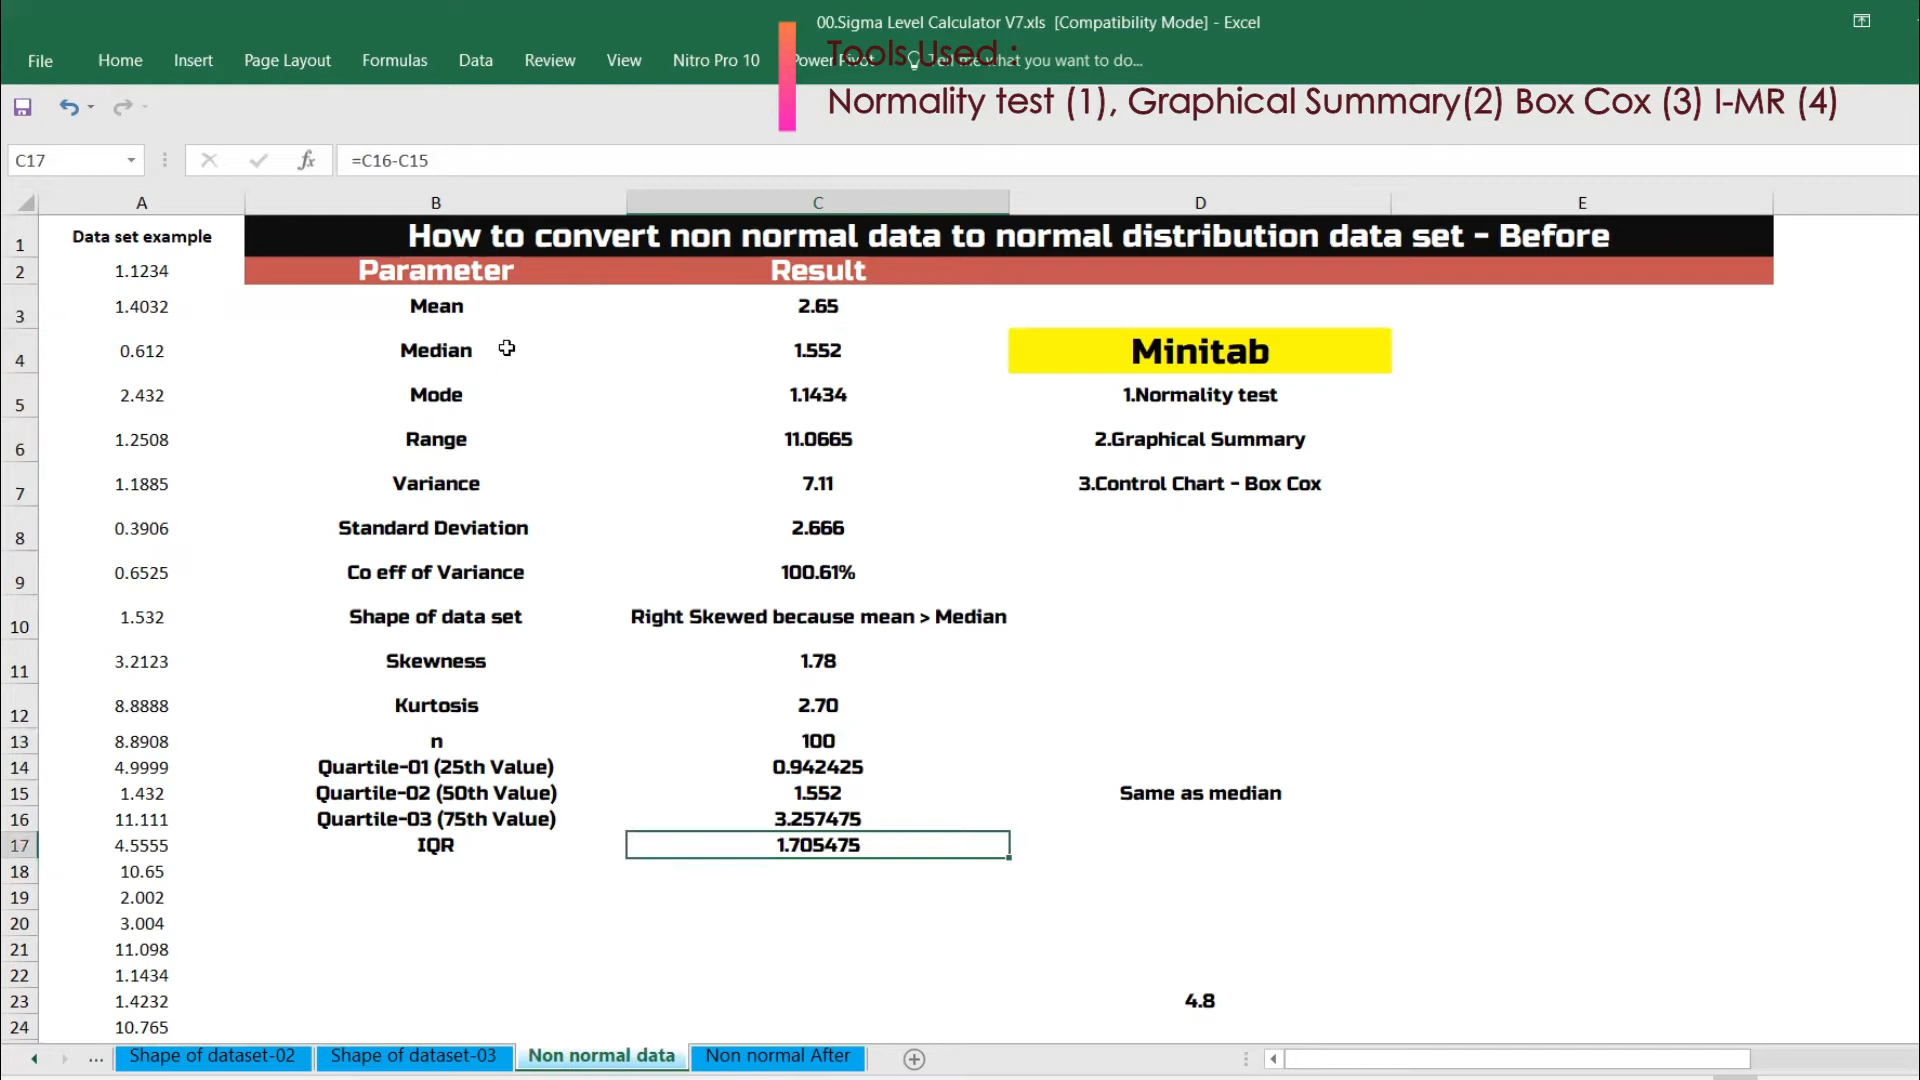 00.Sigma Level Calculator V7.xls [Compatibility Mode] - Excel
File Home Insert Page Layout Formulas Data Review View Nitro Pro 10 Power Pivot Tell me what you want to do...
Tools Used :
Normality test (1), Graphical Summary(2) Box Cox (3) I-MR (4)
C17 fx =C16-C15
A B C D E
1 Data set example How to convert non normal data to normal distribution data set - Before
2 1.1234 Parameter Result
3 1.4032 Mean 2.65
4 0.612 Median 1.552 Minitab
5 2.432 Mode 1.1434 1.Normality test
6 1.2508 Range 11.0665 2.Graphical Summary
7 1.1885 Variance 7.11 3.Control Chart - Box Cox
8 0.3906 Standard Deviation 2.666
9 0.6525 Co eff of Variance 100.61%
10 1.532 Shape of data set Right Skewed because mean > Median
11 3.2123 Skewness 1.78
12 8.8888 Kurtosis 2.70
13 8.8908 n 100
14 4.9999 Quartile-01 (25th Value) 0.942425
15 1.432 Quartile-02 (50th Value) 1.552 Same as median
16 11.111 Quartile-03 (75th Value) 3.257475
17 4.5555 IQR 1.705475
18 10.65
19 2.002
20 3.004
21 11.098
22 1.1434
23 1.4232 4.8
24 10.765
... Shape of dataset-02 Shape of dataset-03 Non normal data Non normal After